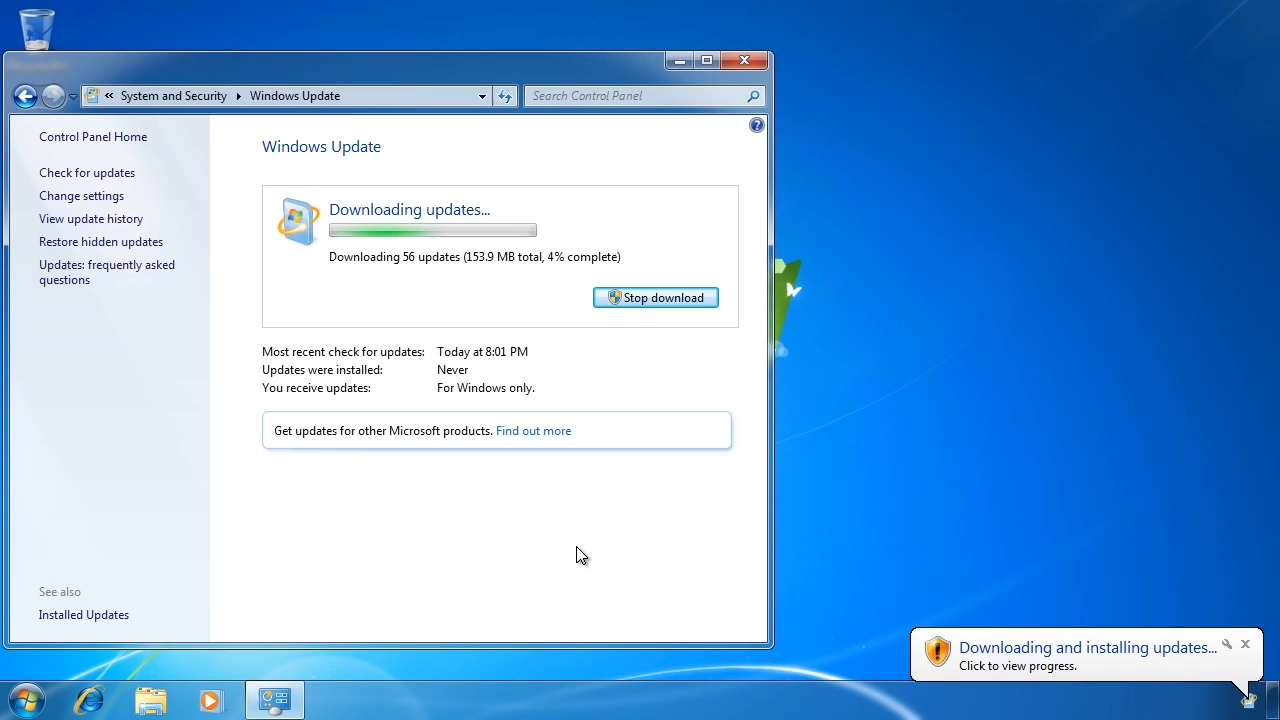 « System and Security ▸ Windows Update
Search Control Panel
Control Panel Home
Check for updates
Change settings
View update history
Restore hidden updates
Updates: frequently asked
questions
See also
Installed Updates
Windows Update
Downloading updates...
Downloading 56 updates (153.9 MB total, 4% complete)
Stop download
Most recent check for updates: Today at 8:01 PM
Updates were installed: Never
You receive updates: For Windows only.
Get updates for other Microsoft products. Find out more
Downloading and installing updates...
Click to view progress.